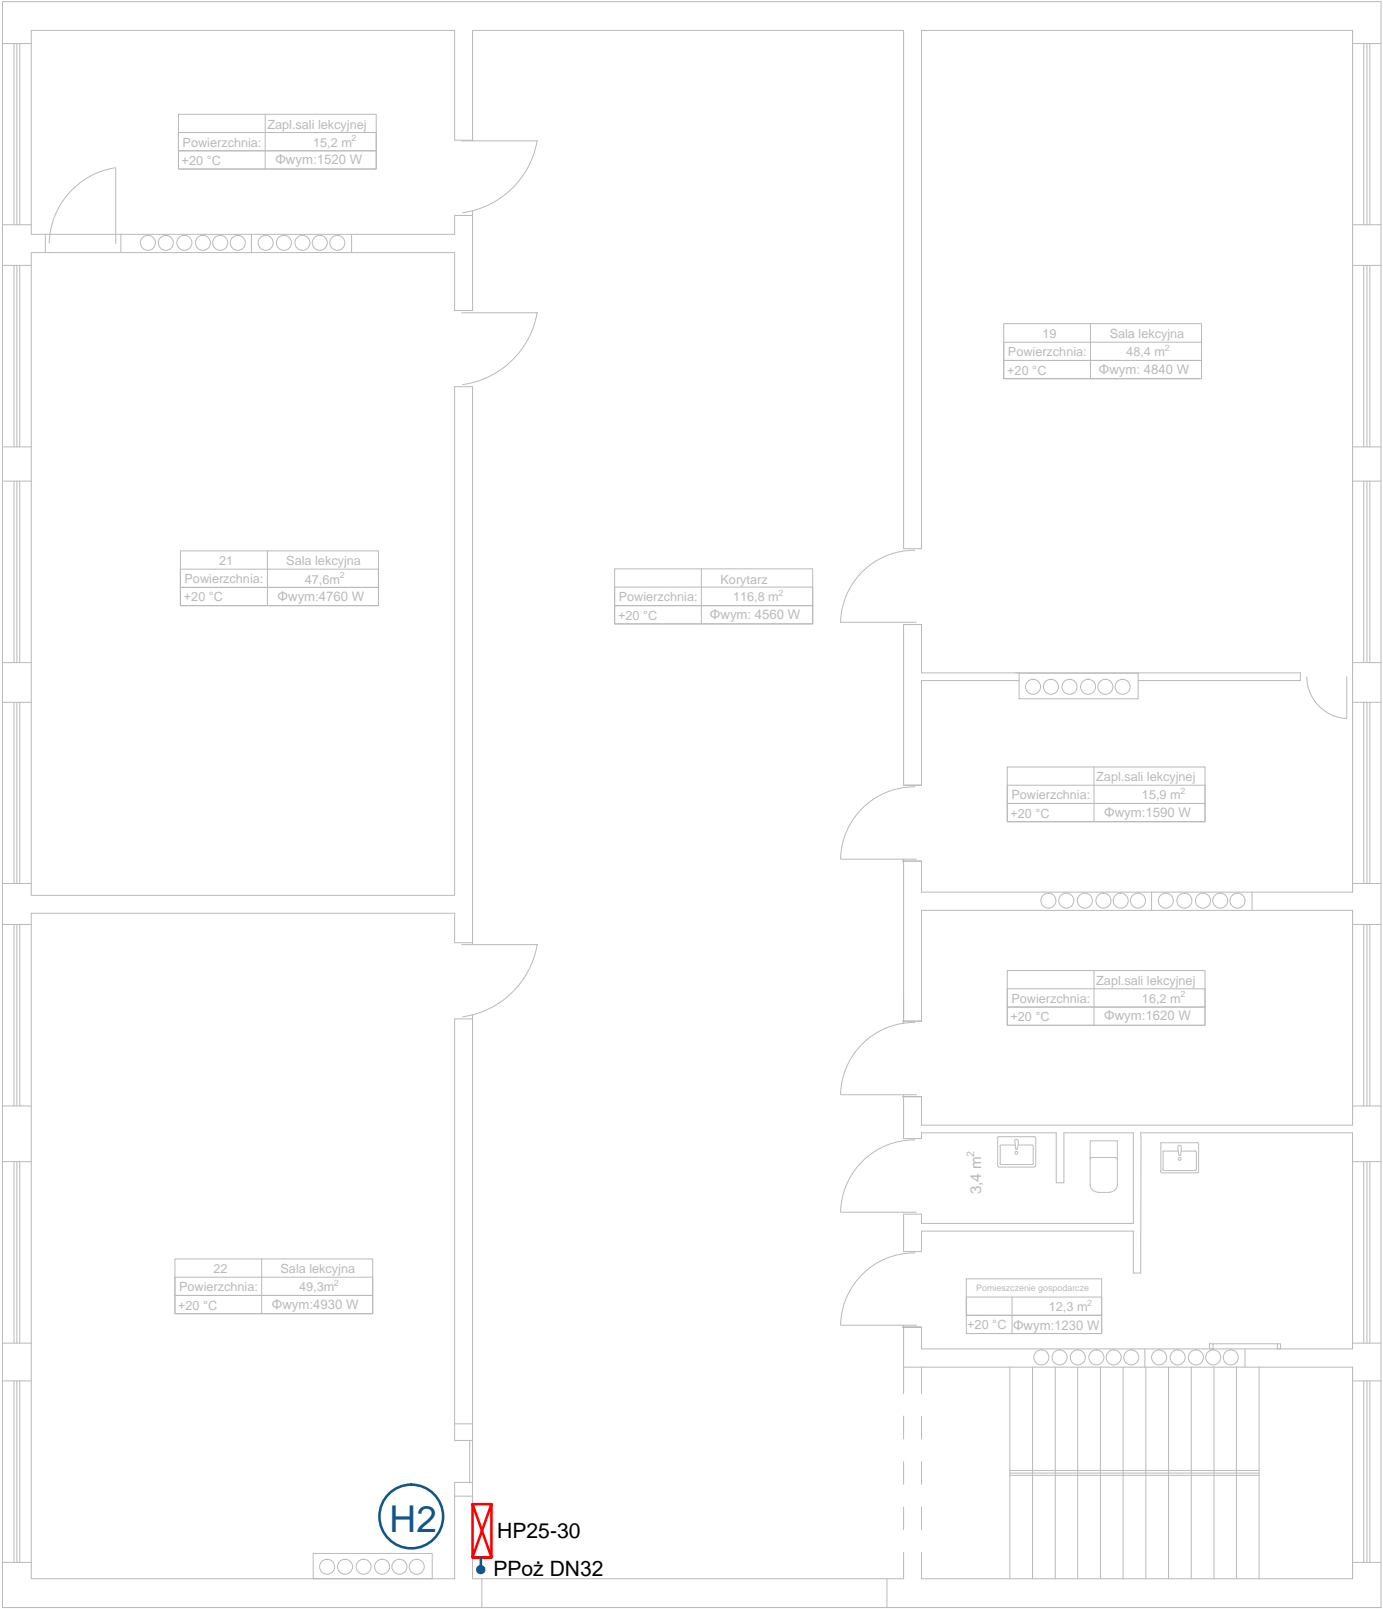 Zapl.sali lekcyjnej
Powierzchnia: 15,2 m²
+20 °C Φwym:1520 W
19 Sala lekcyjna
Powierzchnia: 48,4 m²
+20 °C Φwym: 4840 W
21 Sala lekcyjna
Powierzchnia: 47,6m²
+20 °C Φwym:4760 W
Korytarz
Powierzchnia: 116,8 m²
+20 °C Φwym: 4560 W
Zapl.sali lekcyjnej
Powierzchnia: 15,9 m²
+20 °C Φwym:1590 W
Zapl.sali lekcyjnej
Powierzchnia: 16,2 m²
+20 °C Φwym:1620 W
3,4 m²
22 Sala lekcyjna
Powierzchnia: 49,3m²
+20 °C Φwym:4930 W
Pomieszczenie gospodarcze
12,3 m²
+20 °C Φwym:1230 W
H2
HP25-30
PPoż DN32